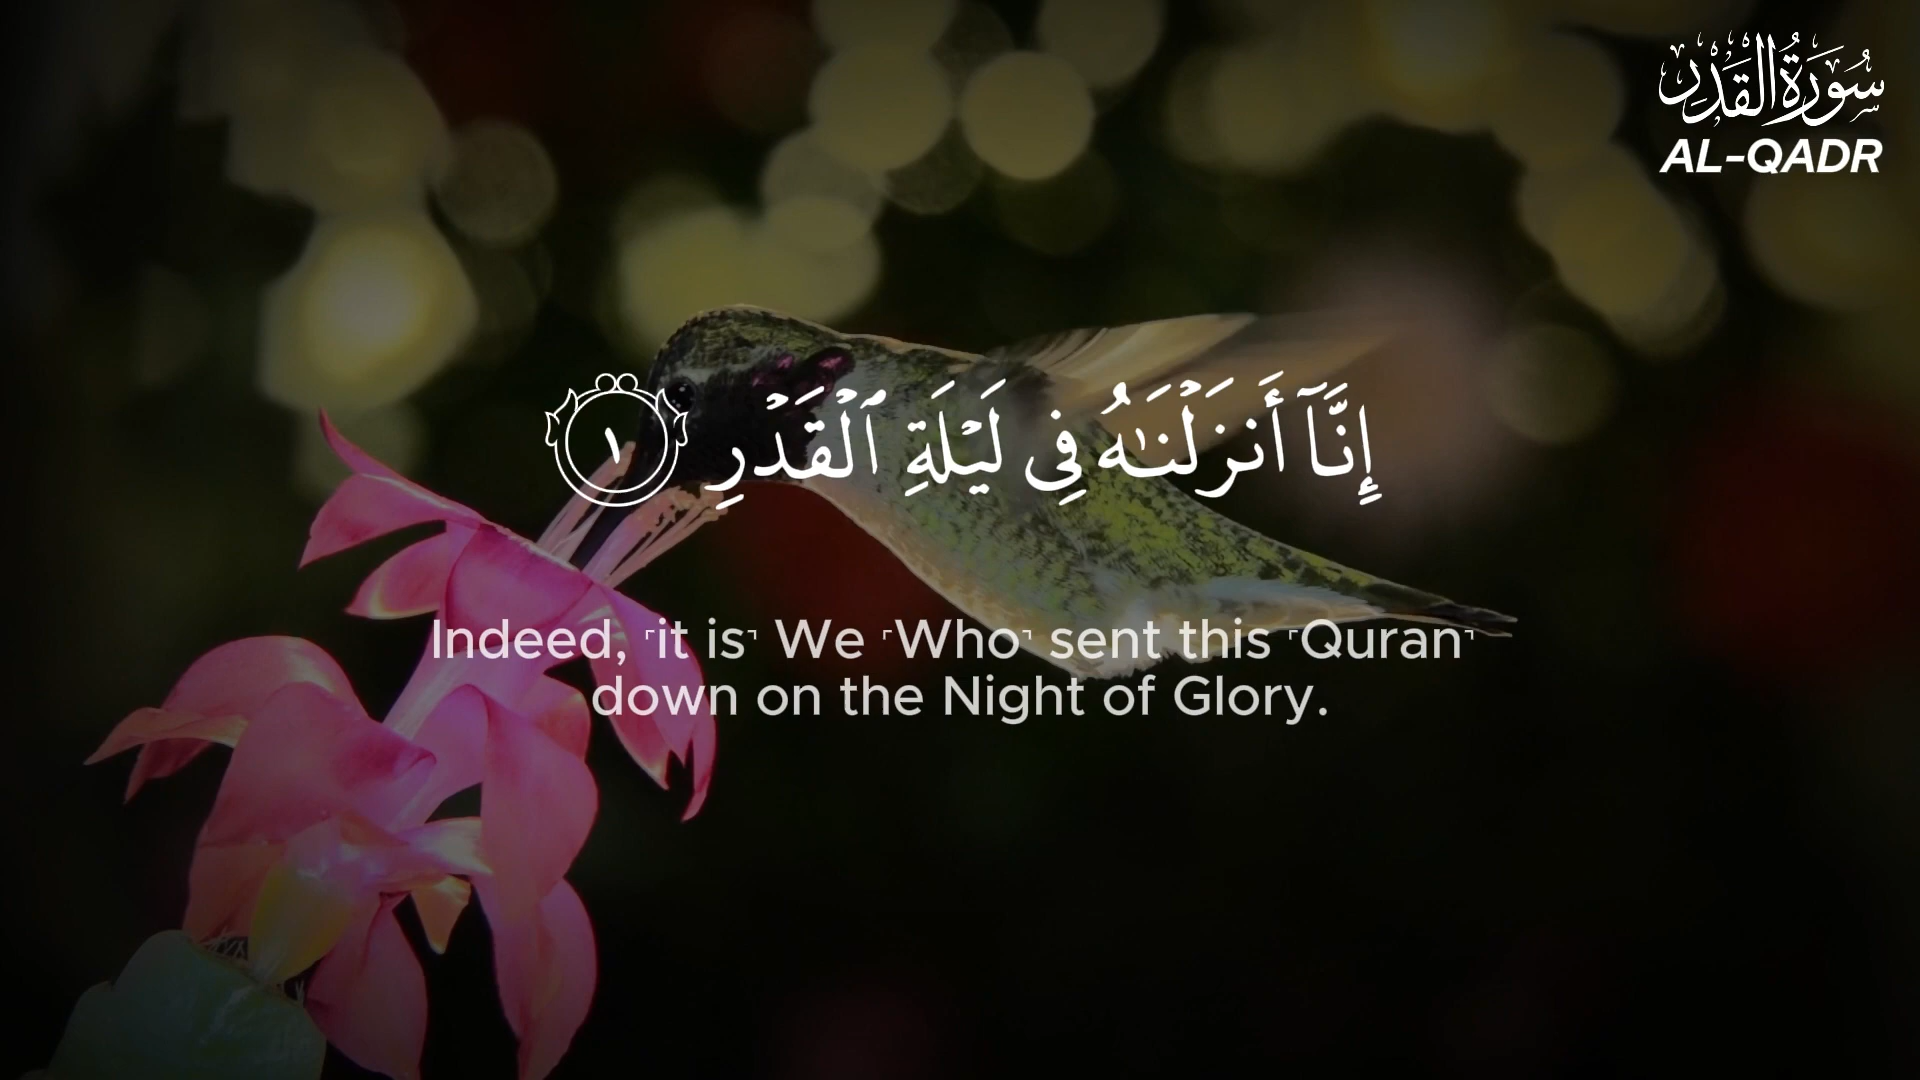 سُورَةُ القَدۡرِ
AL-QADR
إِنَّآ أَنزَلۡنَـٰهُ فِی لَیۡلَةِ ٱلۡقَدۡرِ ١
Indeed, ⸢it is⸣ We ⸢Who⸣ sent this ⸢Quran⸣
down on the Night of Glory.